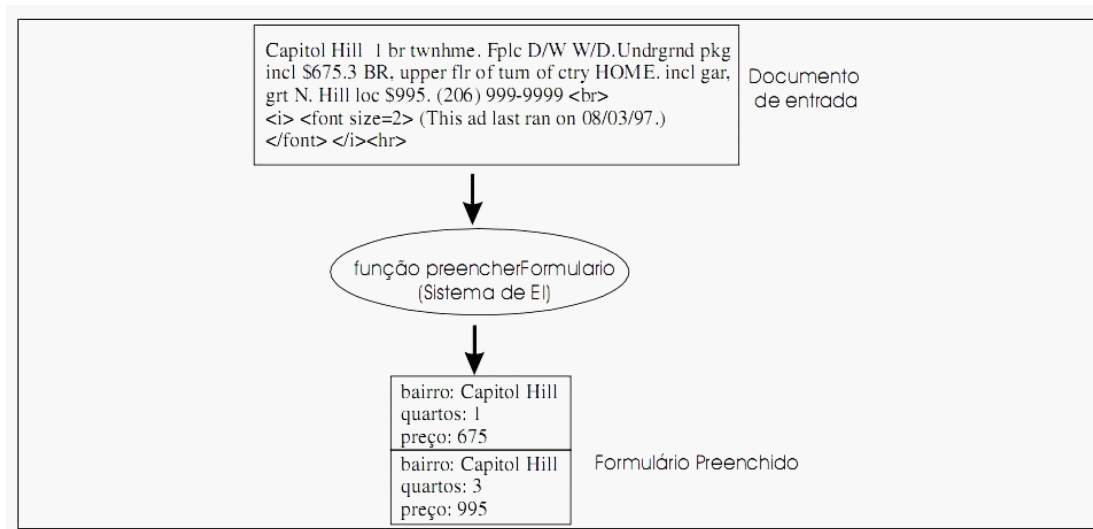 Capitol Hill 1 br twnhme. Fplc D/W W/D.Undrgrnd pkg
incl $675.3 BR, upper flr of turn of ctry HOME. incl gar,
grt N. Hill loc $995. (206) 999-9999 <br>
<i> <font size=2> (This ad last ran on 08/03/97.)
</font> </i><hr>
Documento
de entrada
função preencherFormulario
(Sistema de EI)
bairro: Capitol Hill
quartos: 1
preço: 675
bairro: Capitol Hill
quartos: 3
preço: 995
Formulário Preenchido